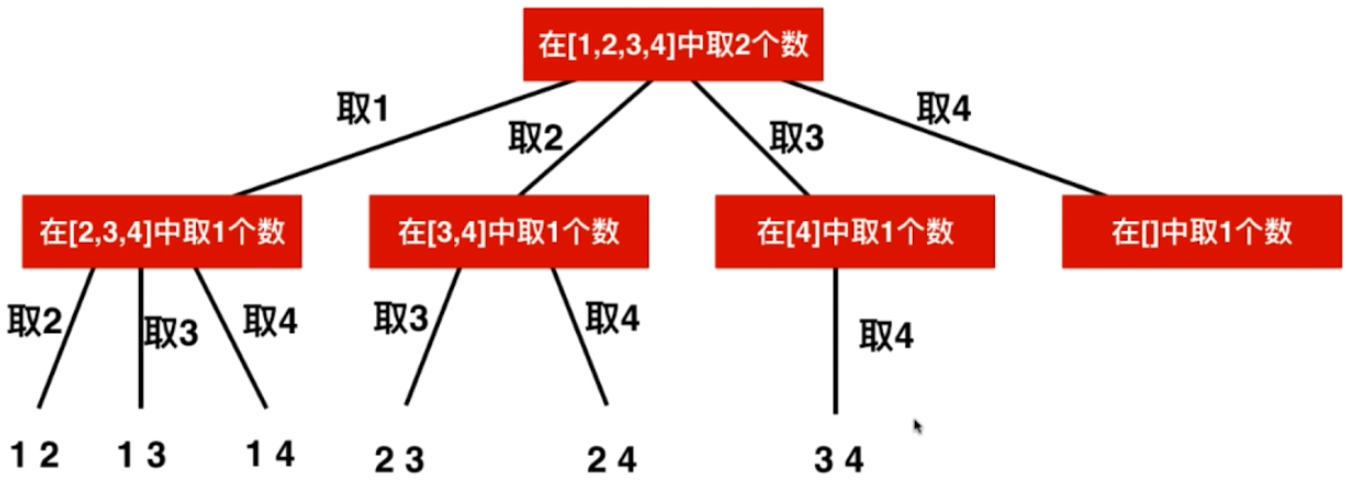 在[1,2,3,4]中取2个数
取1
取2
取3
取4
在[2,3,4]中取1个数
在[3,4]中取1个数
在[4]中取1个数
在[]中取1个数
取2
取3
取4
取3
取4
取4
1 2
1 3
1 4
2 3
2 4
3 4